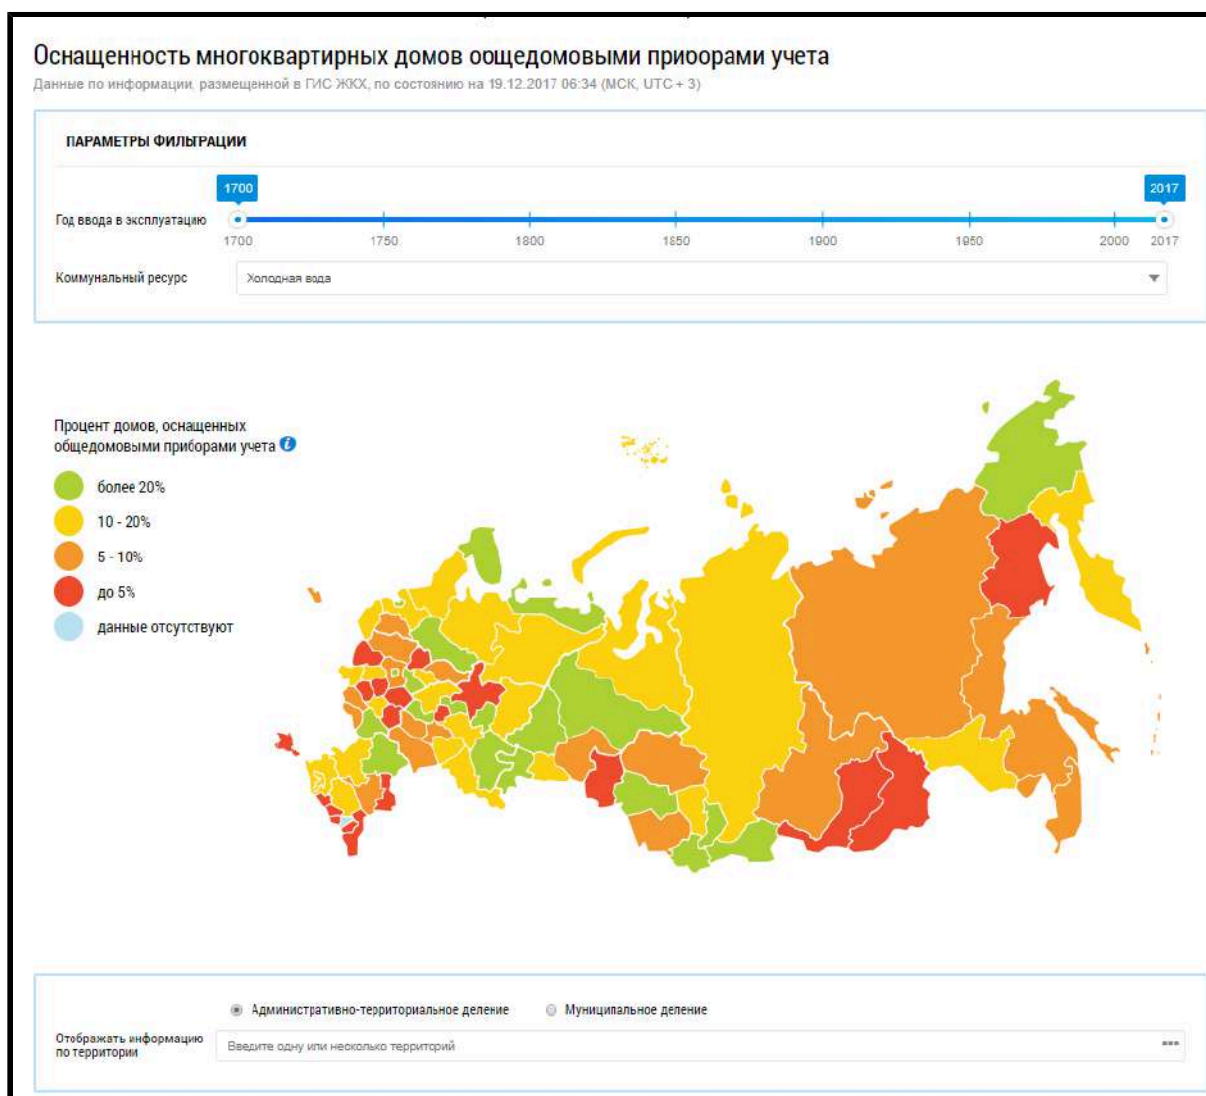 Оснащенность многоквартирных домов общедомовыми приборами учета
Данные по информации, размещенной в ГИС ЖКХ, по состоянию на 19.12.2017 06:34 (МСК, UTC + 3)
ПАРАМЕТРЫ ФИЛЬТРАЦИИ
1700 2017
Год ввода в эксплуатацию
1700 1750 1800 1850 1900 1950 2000 2017
Коммунальный ресурс Холодная вода
Процент домов, оснащенных
общедомовыми приборами учета i
более 20%
10 - 20%
5 - 10%
до 5%
данные отсутствуют
Административно-территориальное деление Муниципальное деление
Отображать информацию
по территории
Введите одну или несколько территорий